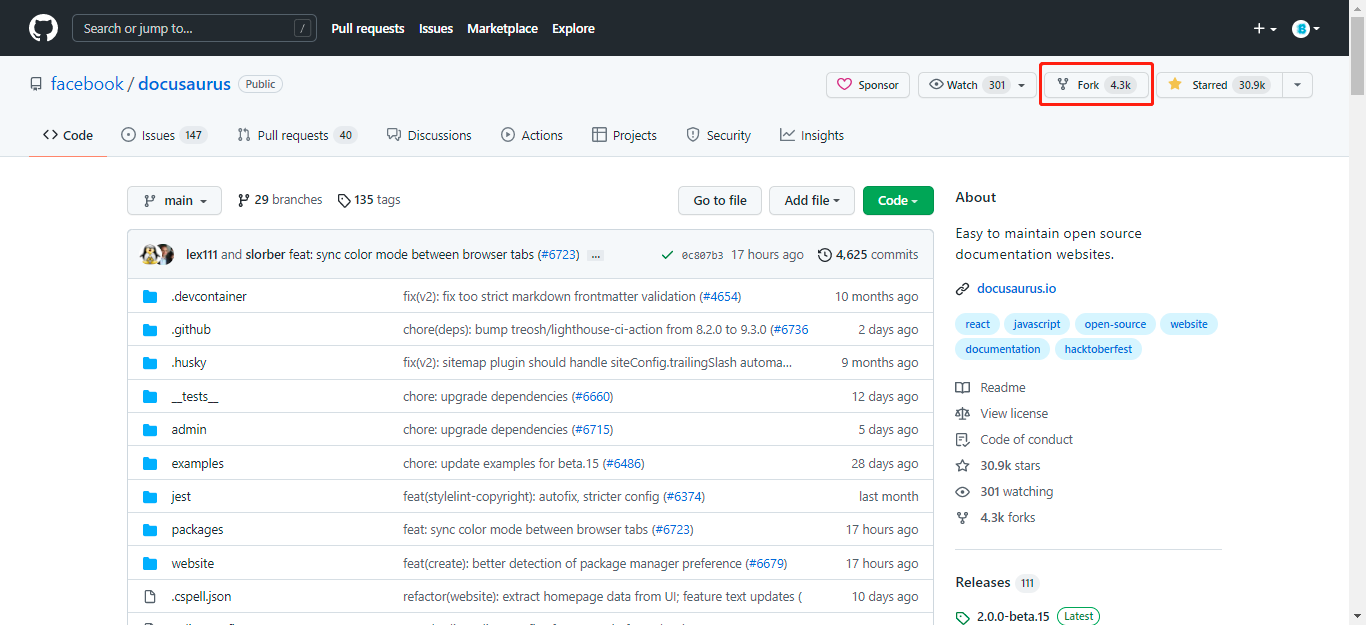 Search or jump to... /
Pull requests Issues Marketplace Explore
facebook / docusaurus Public
Sponsor Watch 301 Fork 4.3k Starred 30.9k
Code Issues 147 Pull requests 40 Discussions Actions Projects Security Insights
main 29 branches 135 tags Go to file Add file Code
lex111 and slorber feat: sync color mode between browser tabs (#6723) ... 0c807b3 17 hours ago 4,625 commits
.devcontainer fix(v2): fix too strict markdown frontmatter validation (#4654) 10 months ago
.github chore(deps): bump treosh/lighthouse-ci-action from 8.2.0 to 9.3.0 (#6736 2 days ago
.husky fix(v2): sitemap plugin should handle siteConfig.trailingSlash automa... 9 months ago
__tests__ chore: upgrade dependencies (#6660) 12 days ago
admin chore: upgrade dependencies (#6715) 5 days ago
examples chore: update examples for beta.15 (#6486) 28 days ago
jest feat(stylelint-copyright): autofix, stricter config (#6374) last month
packages feat: sync color mode between browser tabs (#6723) 17 hours ago
website feat(create): better detection of package manager preference (#6679) 17 hours ago
.cspell.json refactor(website): extract homepage data from UI; feature text updates ( 10 days ago
About
Easy to maintain open source
documentation websites.
docusaurus.io
react javascript open-source website
documentation hacktoberfest
Readme
View license
Code of conduct
30.9k stars
301 watching
4.3k forks
Releases 111
2.0.0-beta.15 Latest